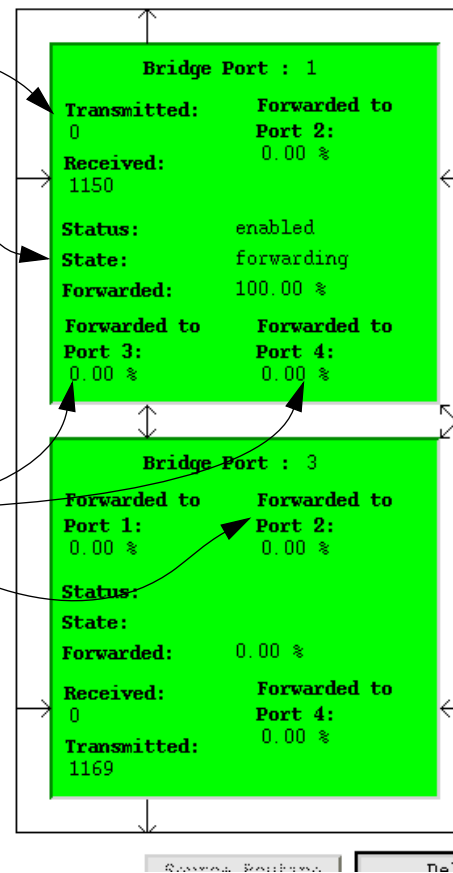 Bridge Port : 1
Transmitted:
0
Forwarded to
Port 2:
0.00 %
Received:
1150
Status: enabled
State: forwarding
Forwarded: 100.00 %
Forwarded to
Port 3:
0.00 %
Forwarded to
Port 4:
0.00 %
Bridge Port : 3
Forwarded to
Port 1:
0.00 %
Forwarded to
Port 2:
0.00 %
Status:
State:
Forwarded: 0.00 %
Received:
0
Forwarded to
Port 4:
0.00 %
Transmitted:
1169
Source Routing